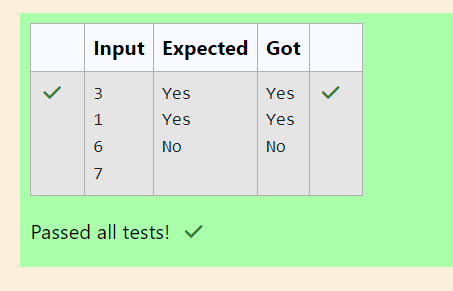 Input Expected Got
3 Yes Yes
1 Yes Yes
6 No No
7
Passed all tests!